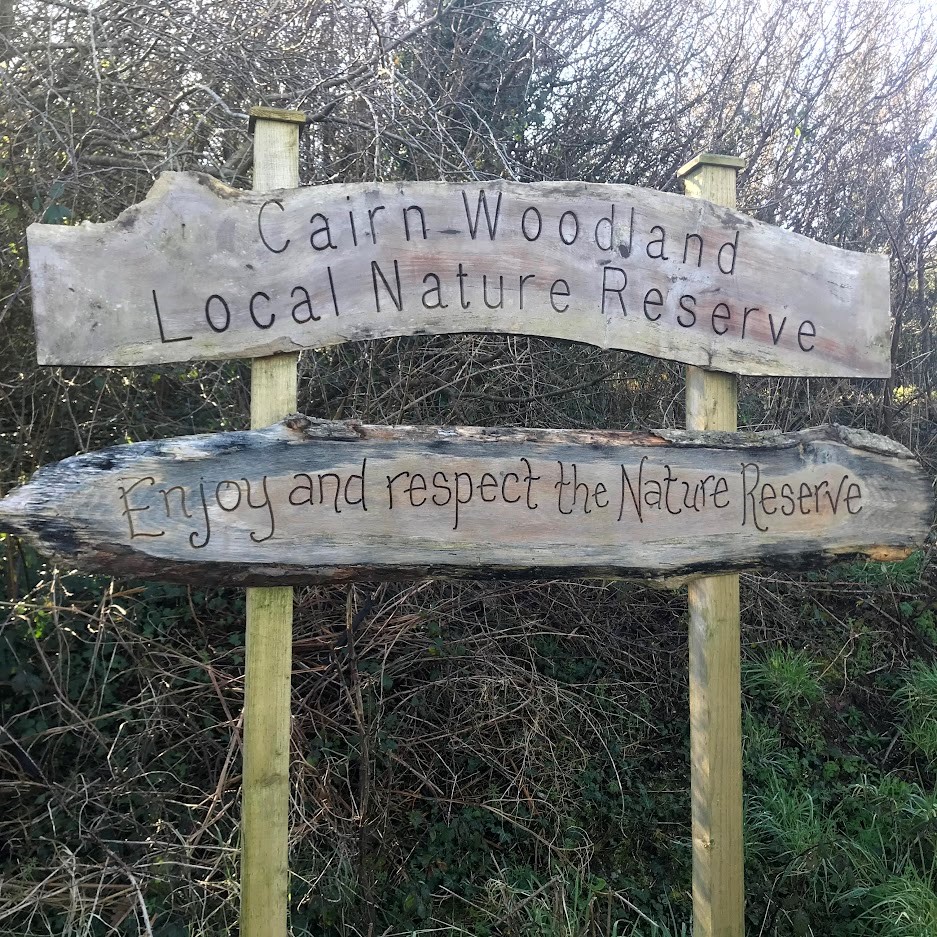 Cairn Woodland
Local Nature Reserve
Enjoy and respect the Nature Reserve